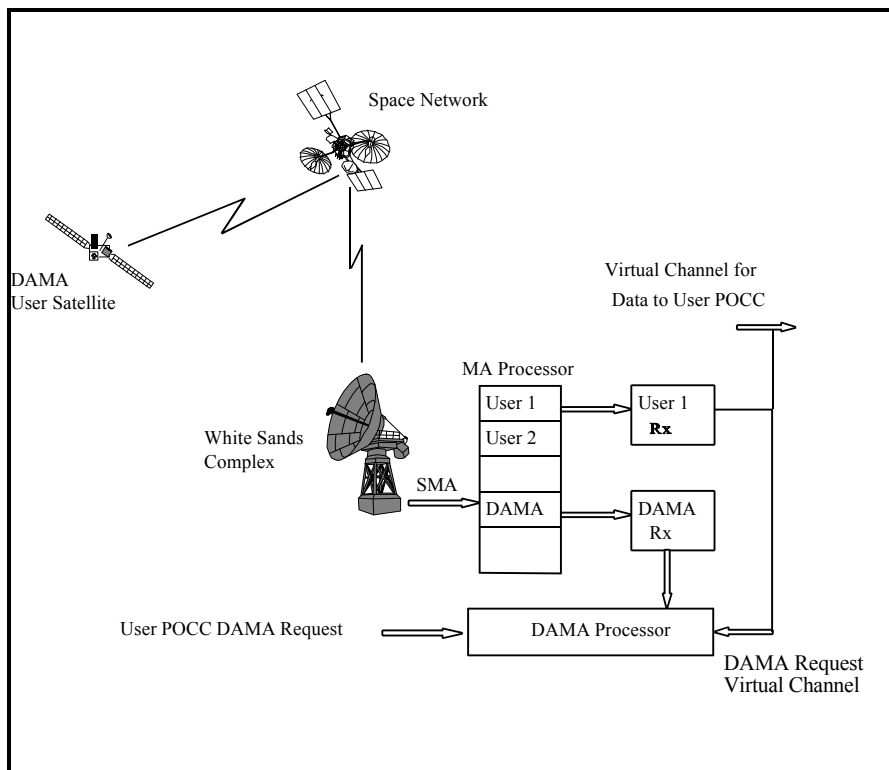 Space Network
DAMA
User Satellite
Virtual Channel for
Data to User POCC
MA Processor
User 1
User 2
DAMA
User 1
Rx
White Sands
Complex
SMA
DAMA
Rx
User POCC DAMA Request
DAMA Processor
DAMA Request
Virtual Channel